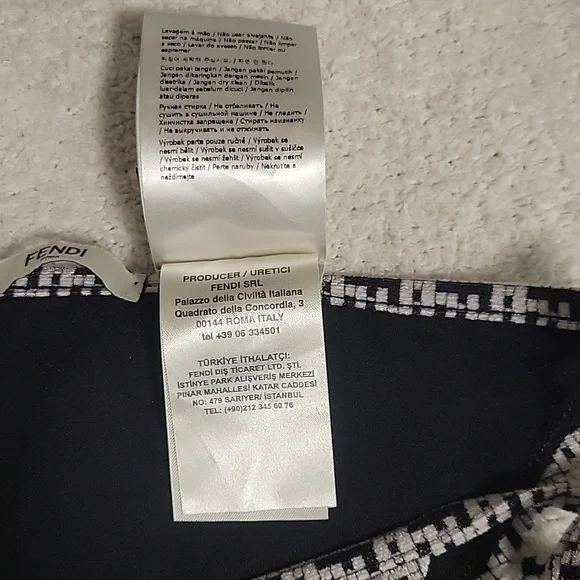 Lavagem à mão / Não usar alvejante / Não
secar na máquina / Não passar / Não limpar
a seco / Lavar do avesso / Não torcer ou
espremer
Cuci pakai tangan / Jangan pakai pemutih /
Jangan dikeringkan dengan mesin / Jangan
disetrika / Jangan dry clean / Dibalik
luar-dalam sebelum dicuci / Jangan dipilin
atau diperas
Ручная стирка / Не отбеливать / Не
сушить в сушильной машине / Не гладить /
Химчистка запрещена / Стирать наизнанку
/ Не выкручивать и не отжимать
Výrobek perte pouze ručně / Výrobek se
nesmí bělit / Výrobek se nesmí sušit v sušičce
/ Výrobek se nesmí žehlit / Výrobek se nesmí
chemicky čistit / Perte naruby / Nekruťte a
neždímejte
FENDI
PRODUCER / URETICI
FENDI SRL
Palazzo della Civiltà Italiana
Quadrato della Concordia, 3
00144 ROMA ITALY
tel +39 06 334501
TÜRKİYE İTHALATÇI:
FENDİ DIŞ TİCARET LTD. ŞTİ.
İSTİNYE PARK ALIŞVERİŞ MERKEZİ
PINAR MAHALLESİ KATAR CADDESİ
NO: 479 SARIYER/ İSTANBUL
TEL: (+90)212 345 60 76